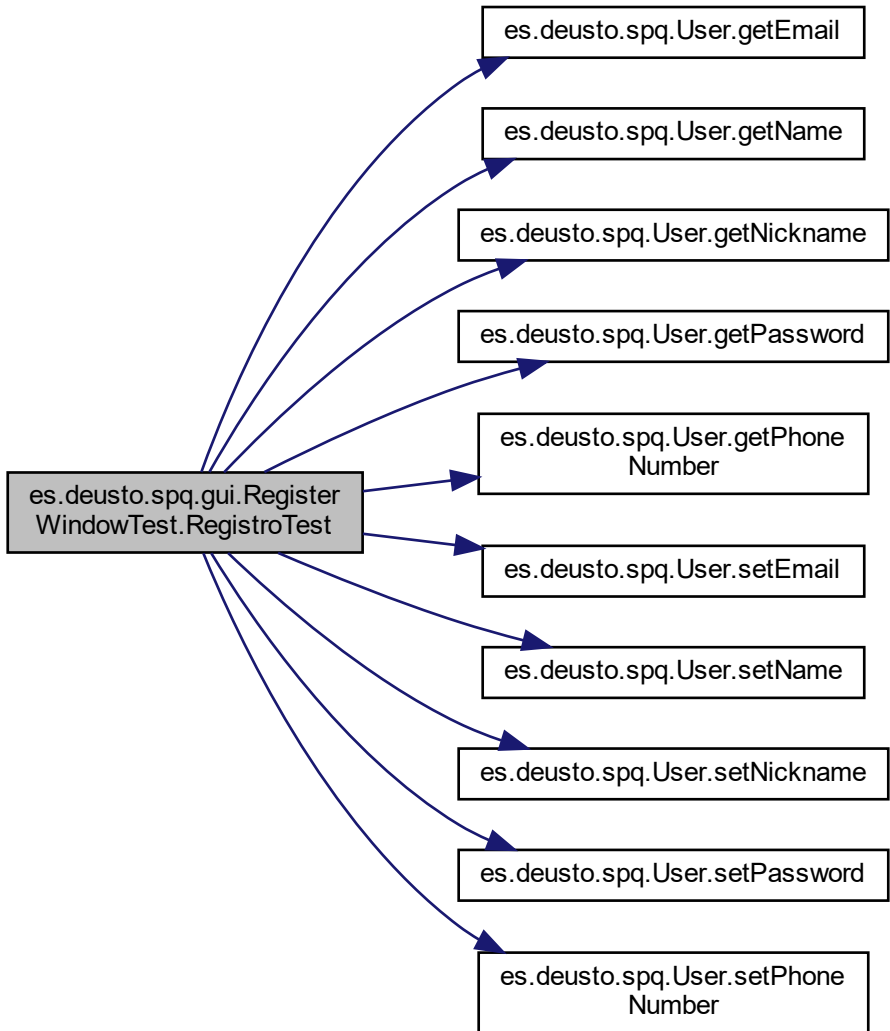 es.deusto.spq.User.getEmail
es.deusto.spq.User.getName
es.deusto.spq.User.getNickname
es.deusto.spq.User.getPassword
es.deusto.spq.User.getPhone
Number
es.deusto.spq.gui.Register
WindowTest.RegistroTest
es.deusto.spq.User.setEmail
es.deusto.spq.User.setName
es.deusto.spq.User.setNickname
es.deusto.spq.User.setPassword
es.deusto.spq.User.setPhone
Number